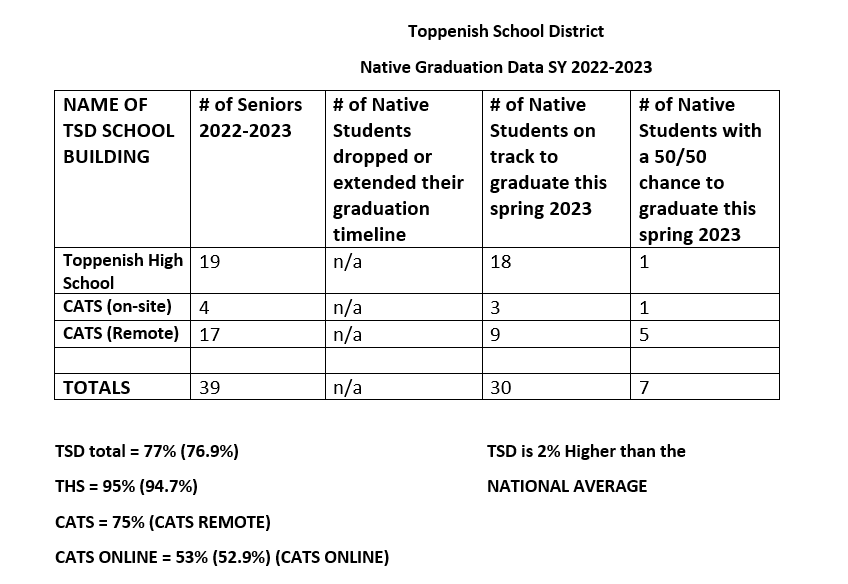 Toppenish School District
Native Graduation Data SY 2022-2023
NAME OF TSD SCHOOL BUILDING | # of Seniors 2022-2023 | # of Native Students dropped or extended their graduation timeline | # of Native Students on track to graduate this spring 2023 | # of Native Students with a 50/50 chance to graduate this spring 2023
Toppenish High School | 19 | n/a | 18 | 1
CATS (on-site) | 4 | n/a | 3 | 1
CATS (Remote) | 17 | n/a | 9 | 5
TOTALS | 39 | n/a | 30 | 7
TSD total = 77% (76.9%)
THS = 95% (94.7%)
CATS = 75% (CATS REMOTE)
CATS ONLINE = 53% (52.9%) (CATS ONLINE)
TSD is 2% Higher than the
NATIONAL AVERAGE